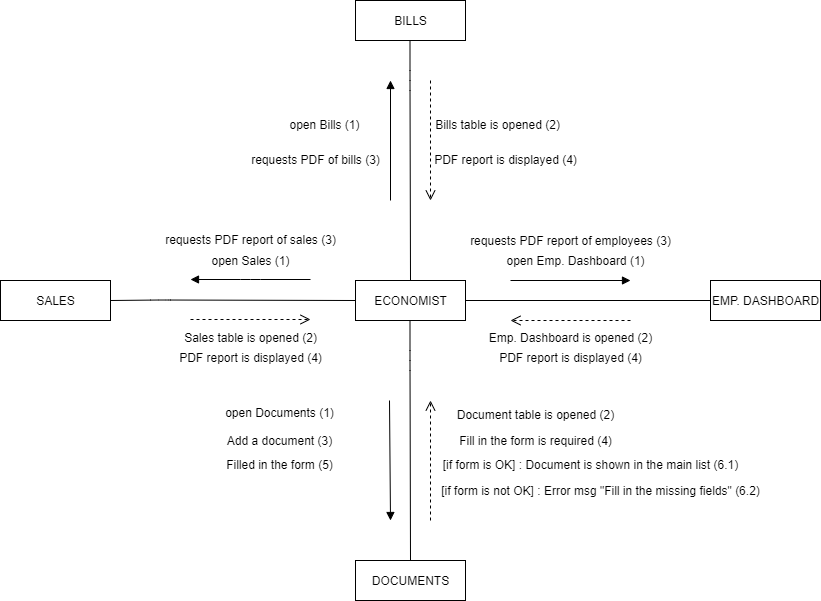 BILLS
open Bills (1)
Bills table is opened (2)
requests PDF of bills (3)
PDF report is displayed (4)
requests PDF report of sales (3)
requests PDF report of employees (3)
open Sales (1)
open Emp. Dashboard (1)
SALES
ECONOMIST
EMP. DASHBOARD
Sales table is opened (2)
Emp. Dashboard is opened (2)
PDF report is displayed (4)
PDF report is displayed (4)
open Documents (1)
Document table is opened (2)
Add a document (3)
Fill in the form is required (4)
Filled in the form (5)
[if form is OK] : Document is shown in the main list (6.1)
[if form is not OK] : Error msg "Fill in the missing fields" (6.2)
DOCUMENTS